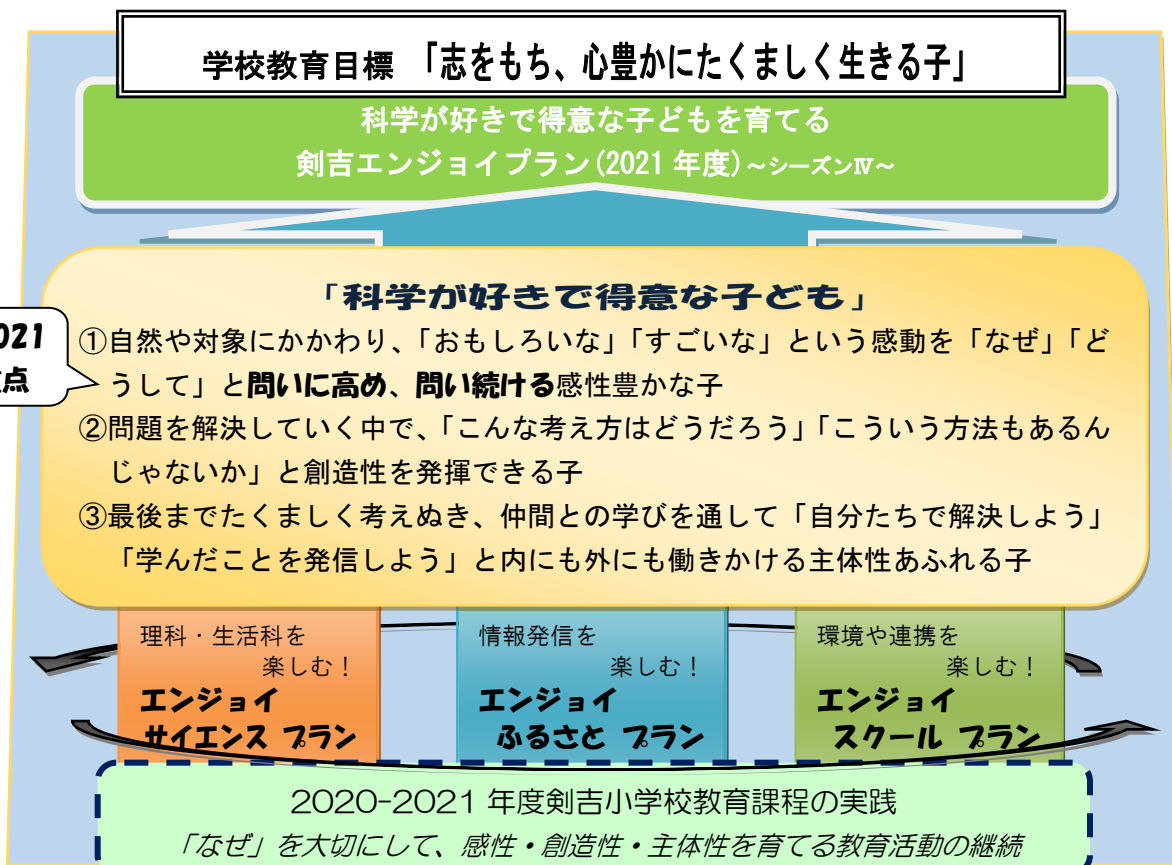 学校教育目標 「志をもち、心豊かにたくましく生きる子」
科学が好きで得意な子どもを育てる
剣吉エンジョイプラン(2021 年度)~シーズンⅣ~
「科学が好きで得意な子ども」
021
点
①自然や対象にかかわり、「おもしろいな」「すごいな」という感動を「なぜ」「ど
うして」と問いに高め、問い続ける感性豊かな子
②問題を解決していく中で、「こんな考え方はどうだろう」「こういう方法もあるん
じゃないか」と創造性を発揮できる子
③最後までたくましく考えぬき、仲間との学びを通して「自分たちで解決しよう」
「学んだことを発信しよう」と内にも外にも働きかける主体性あふれる子
理科・生活科を
楽しむ!
エンジョイ
サイエンス プラン
情報発信を
楽しむ!
エンジョイ
ふるさと プラン
環境や連携を
楽しむ!
エンジョイ
スクール プラン
2020-2021 年度剣吉小学校教育課程の実践
「なぜ」を大切にして、感性・創造性・主体性を育てる教育活動の継続